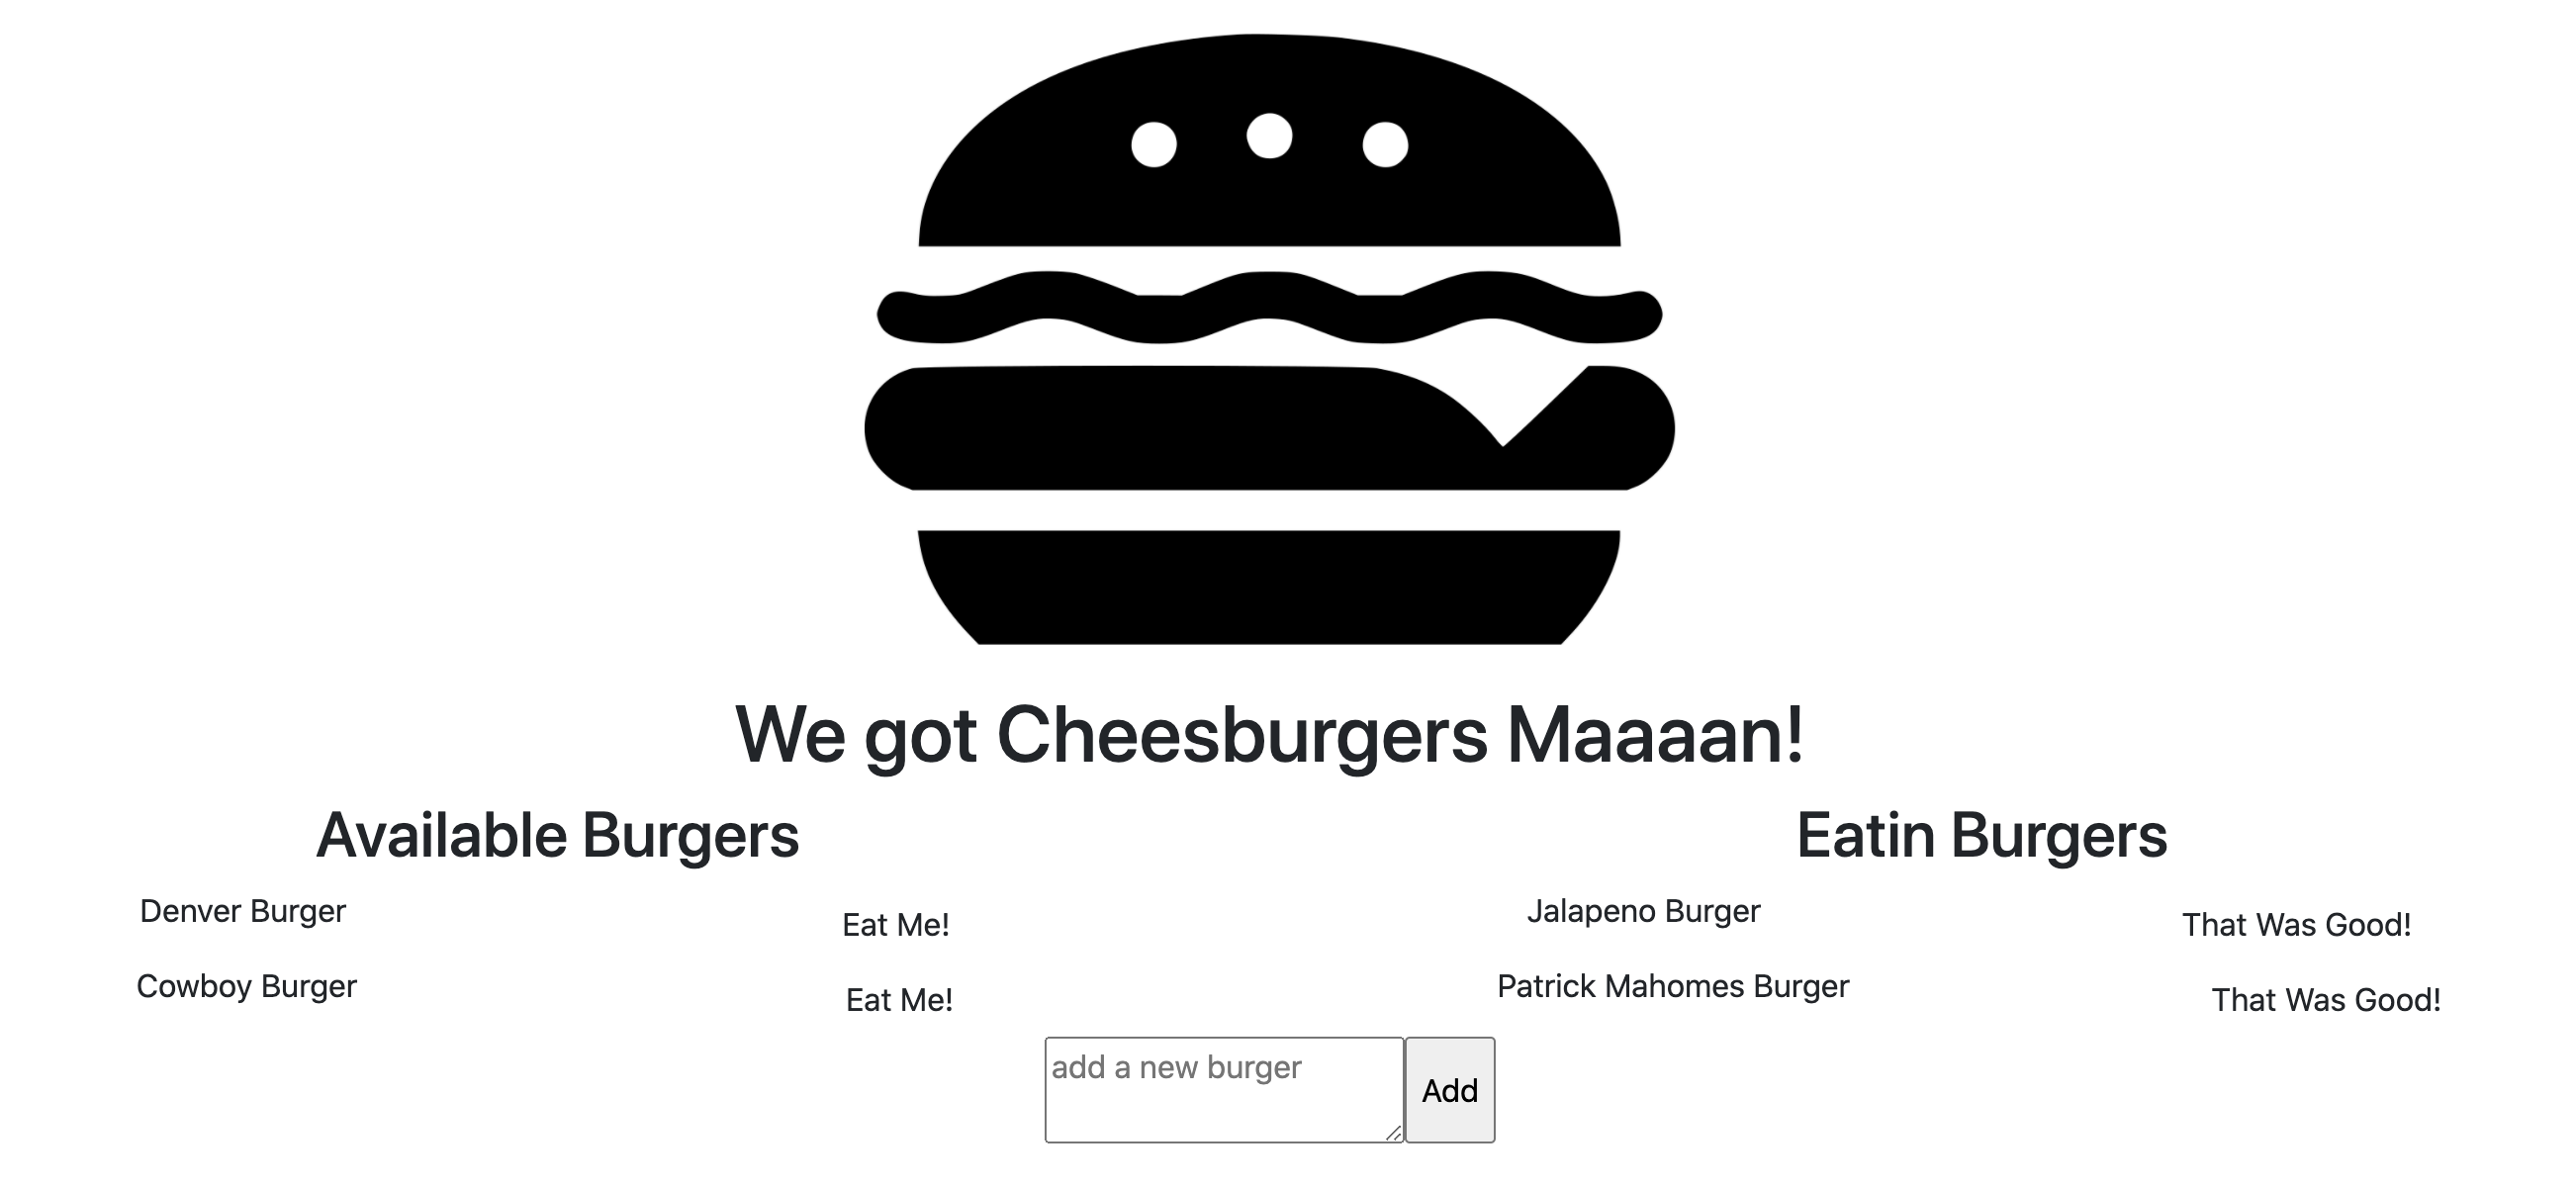 We got Cheesburgers Maaaan!
Available Burgers
Denver Burger Eat Me!
Cowboy Burger Eat Me!
Eatin Burgers
Jalapeno Burger That Was Good!
Patrick Mahomes Burger That Was Good!
add a new burger Add